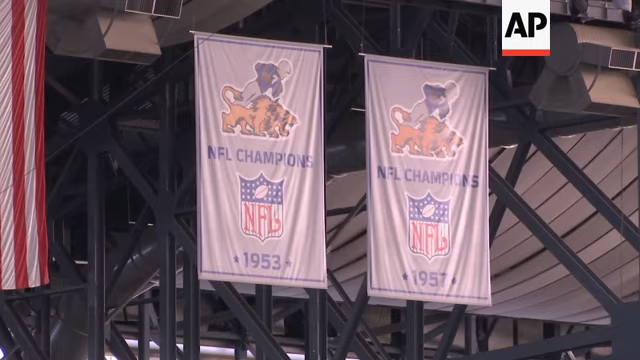 AP
NFL CHAMPIONS
NFL
★1953★
NFL CHAMPIONS
NFL
★1957★